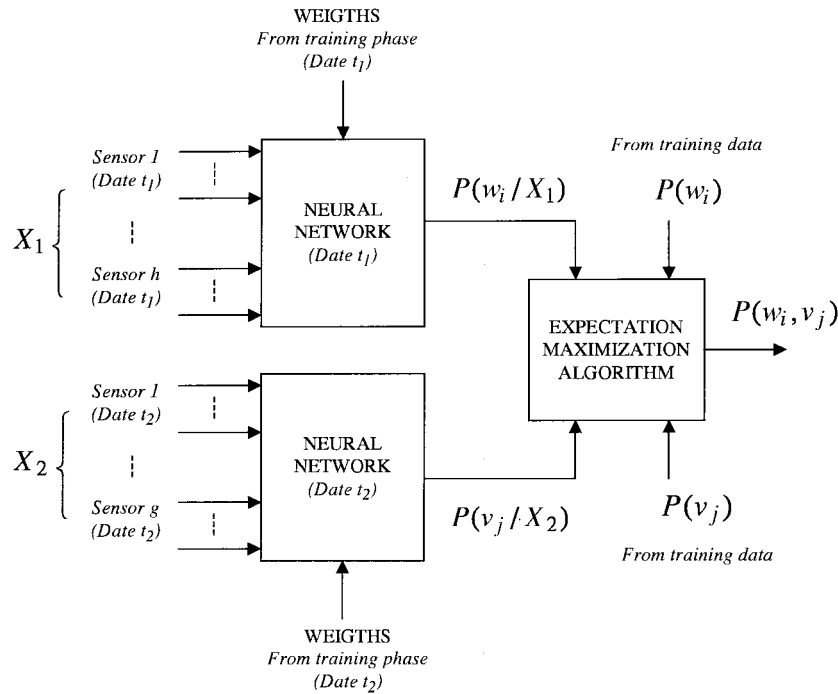 WEIGTHS
From training phase
(Date t1)
Sensor 1
(Date t1)
X1
Sensor h
(Date t1)
NEURAL
NETWORK
(Date t1)
P(wi/X1)
From training data
P(wi)
EXPECTATION
MAXIMIZATION
ALGORITHM
P(wi,vj)
Sensor 1
(Date t2)
X2
Sensor g
(Date t2)
NEURAL
NETWORK
(Date t2)
P(vj/X2)
P(vj)
From training data
WEIGTHS
From training phase
(Date t2)